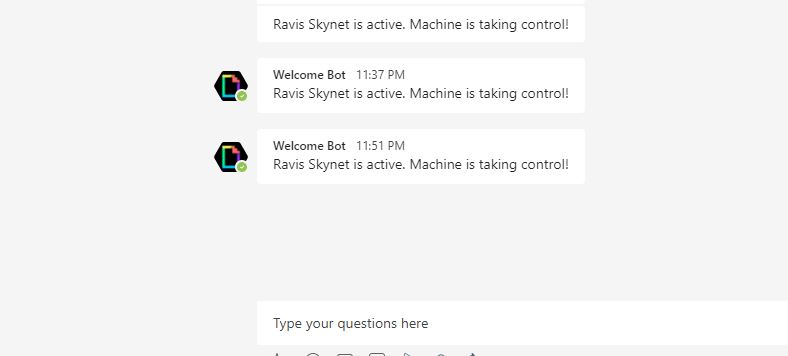 Ravis Skynet is active. Machine is taking control!
Welcome Bot 11:37 PM
Ravis Skynet is active. Machine is taking control!
Welcome Bot 11:51 PM
Ravis Skynet is active. Machine is taking control!
Type your questions here